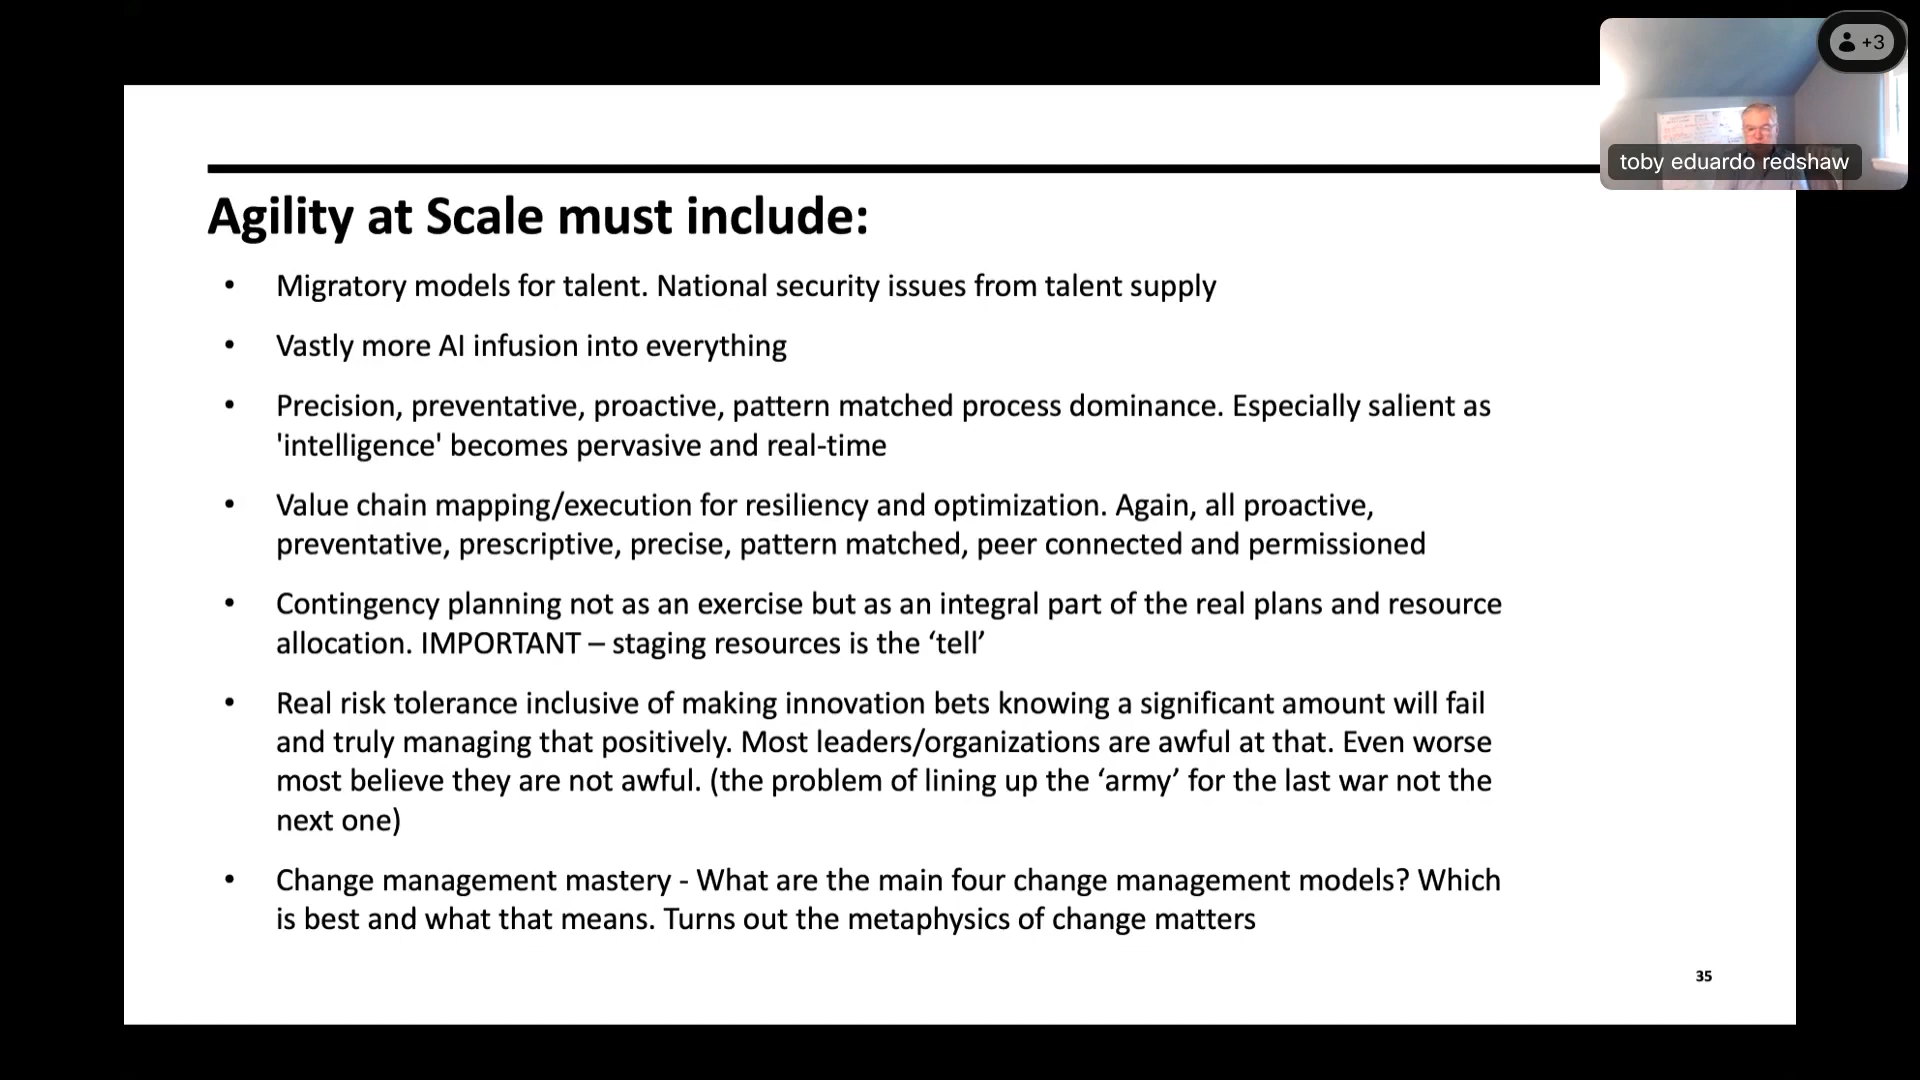 +3
toby eduardo redshaw
Agility at Scale must include:
• Migratory models for talent. National security issues from talent supply
• Vastly more AI infusion into everything
• Precision, preventative, proactive, pattern matched process dominance. Especially salient as
'intelligence' becomes pervasive and real-time
• Value chain mapping/execution for resiliency and optimization. Again, all proactive,
preventative, prescriptive, precise, pattern matched, peer connected and permissioned
• Contingency planning not as an exercise but as an integral part of the real plans and resource
allocation. IMPORTANT – staging resources is the ‘tell’
• Real risk tolerance inclusive of making innovation bets knowing a significant amount will fail
and truly managing that positively. Most leaders/organizations are awful at that. Even worse
most believe they are not awful. (the problem of lining up the ‘army’ for the last war not the
next one)
• Change management mastery - What are the main four change management models? Which
is best and what that means. Turns out the metaphysics of change matters
35